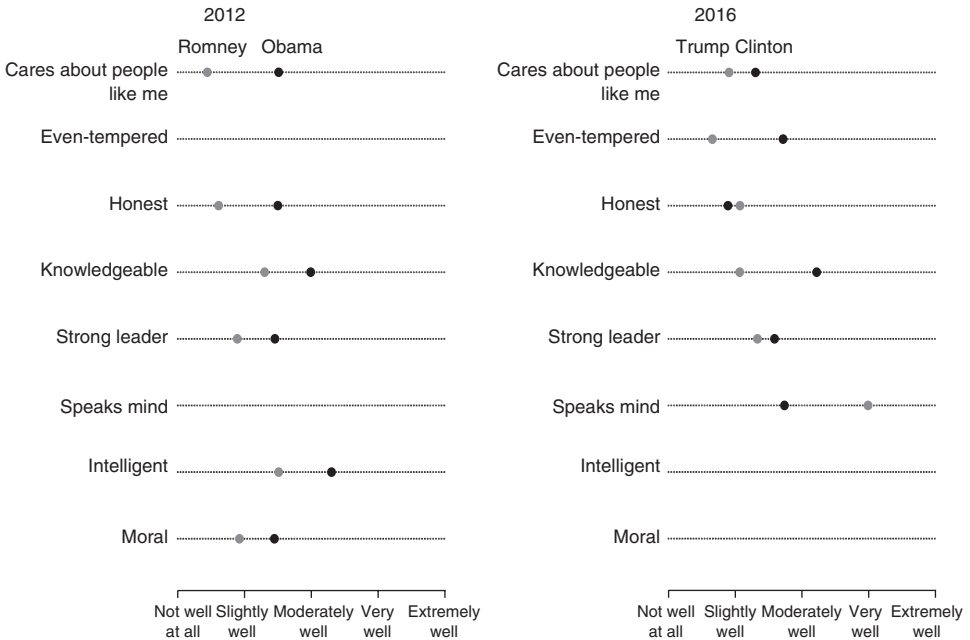 2012
Romney Obama
Cares about people
like me
Even-tempered
Honest
Knowledgeable
Strong leader
Speaks mind
Intelligent
Moral
Not well Slightly Moderately Very Extremely
at all well well well well
2016
Trump Clinton
Cares about people
like me
Even-tempered
Honest
Knowledgeable
Strong leader
Speaks mind
Intelligent
Moral
Not well Slightly Moderately Very Extremely
at all well well well well